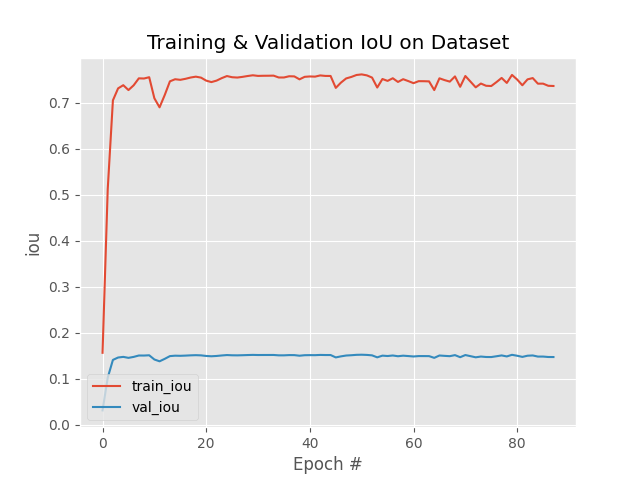 Training & Validation IoU on Dataset
iou
0.7
0.6
0.5
0.4
0.3
0.2
0.1
0.0
train_iou
val_iou
0 20 40 60 80
Epoch #